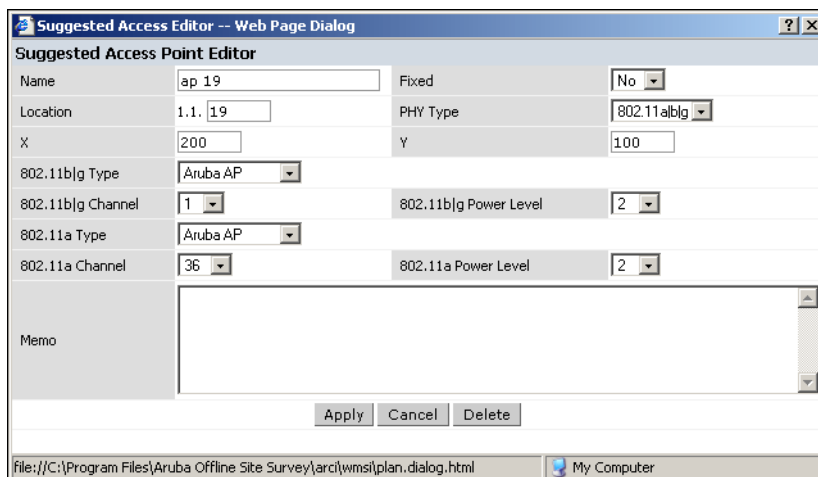 Suggested Access Editor -- Web Page Dialog
Suggested Access Point Editor
Name ap 19 Fixed No
Location 1.1. 19 PHY Type 802.11a|b|g
X 200 Y 100
802.11b|g Type Aruba AP
802.11b|g Channel 1 802.11b|g Power Level 2
802.11a Type Aruba AP
802.11a Channel 36 802.11a Power Level 2
Memo
Apply Cancel Delete
file://C:\Program Files\Aruba Offline Site Survey\arci\wmsi\plan.dialog.html My Computer